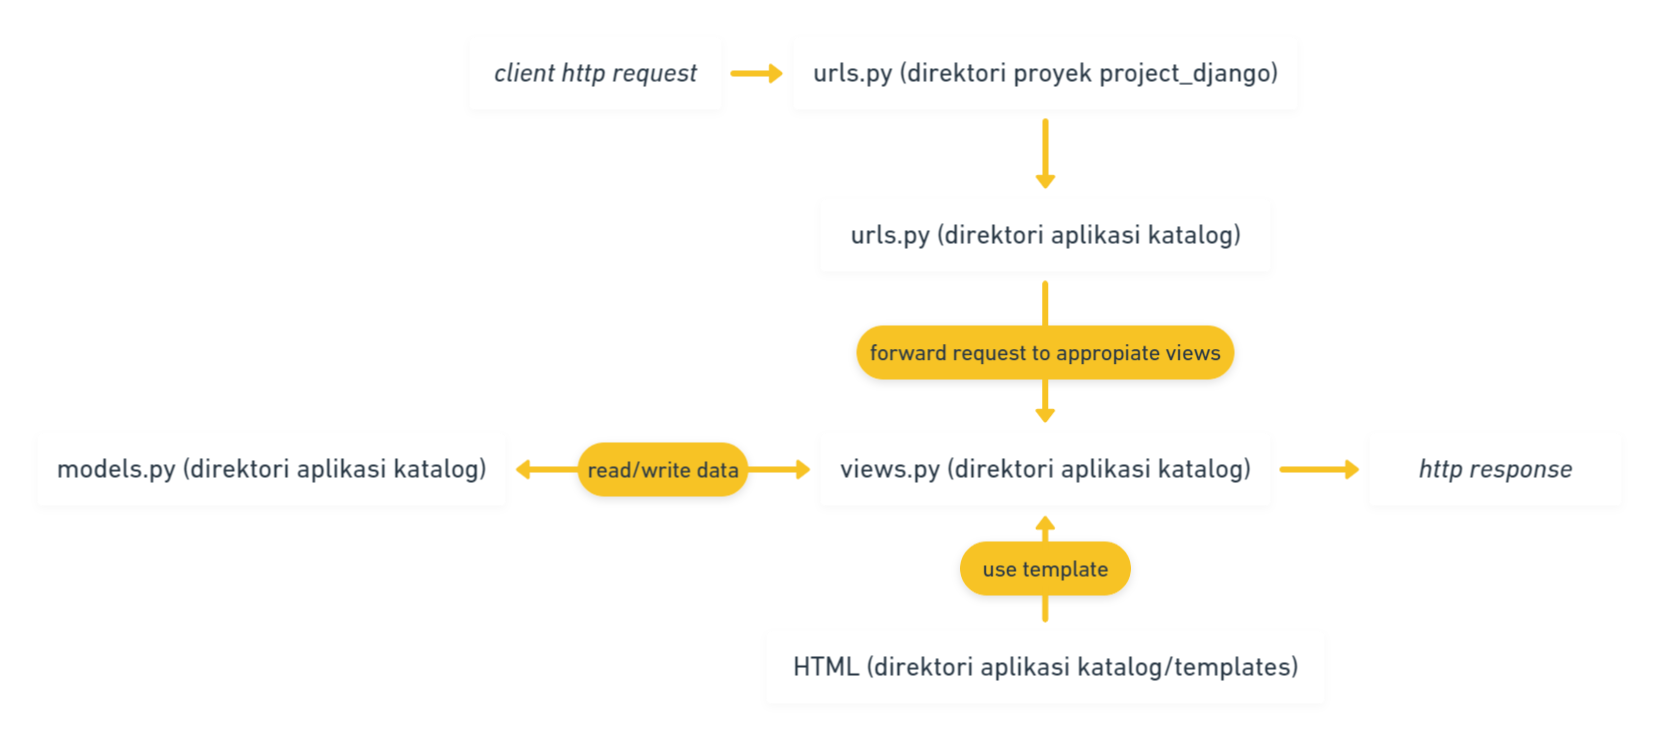 client http request
urls.py (direktori proyek project_django)
urls.py (direktori aplikasi katalog)
forward request to appropiate views
models.py (direktori aplikasi katalog)
read/write data
views.py (direktori aplikasi katalog)
http response
use template
HTML (direktori aplikasi katalog/templates)